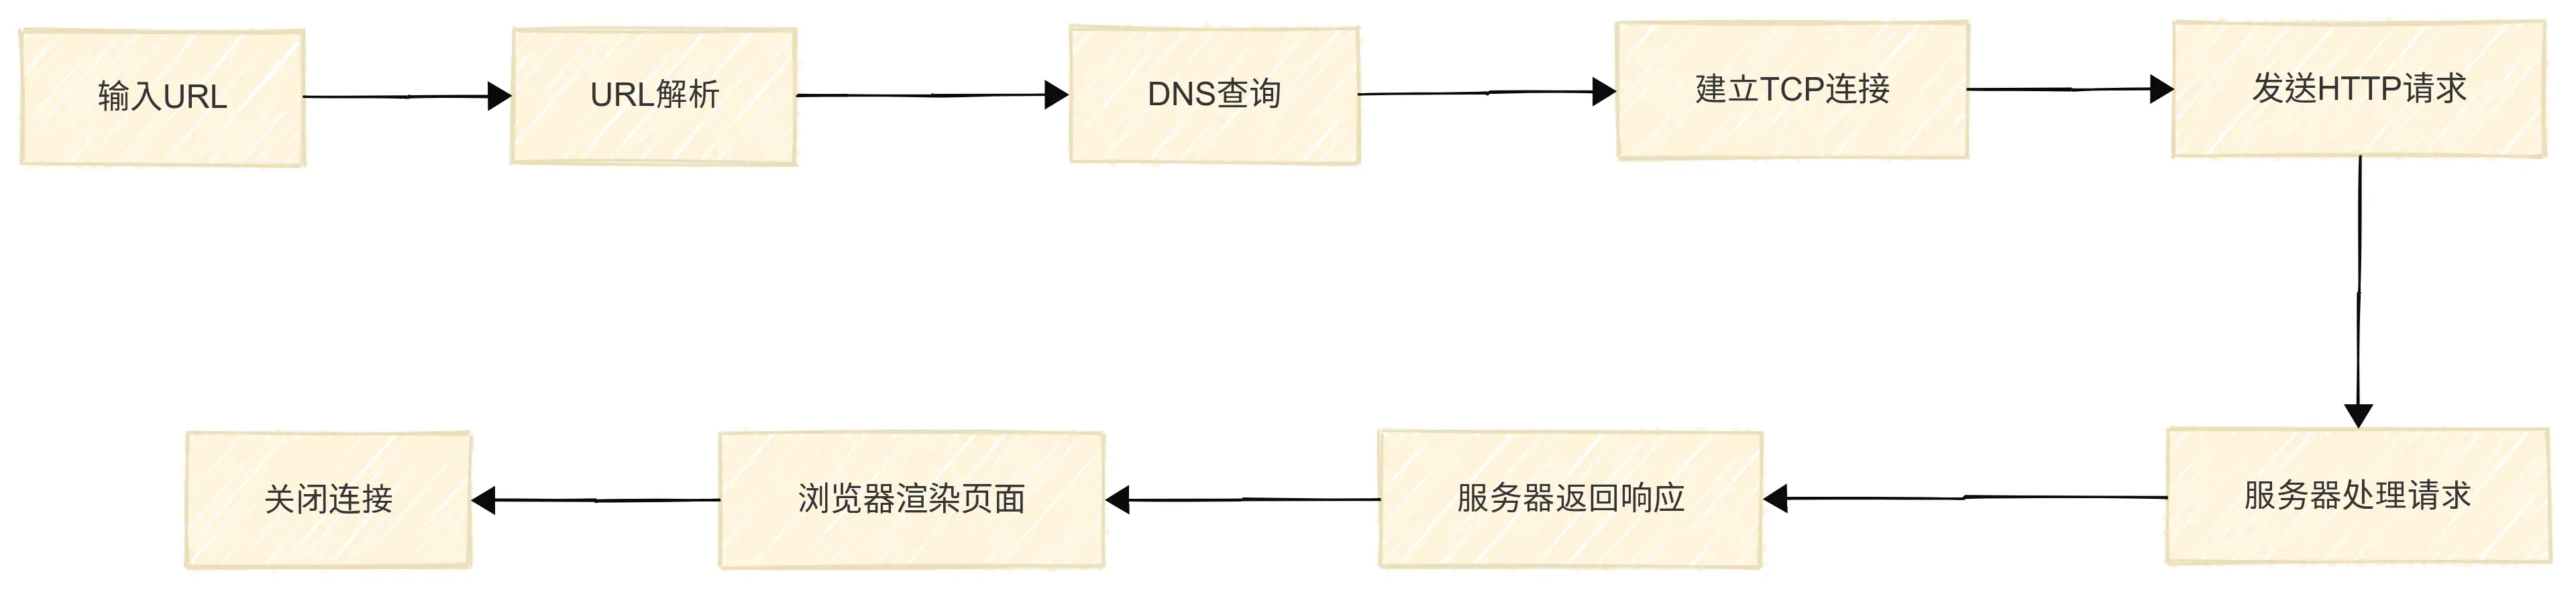 输入URL
URL解析
DNS查询
建立TCP连接
发送HTTP请求
服务器处理请求
服务器返回响应
浏览器渲染页面
关闭连接